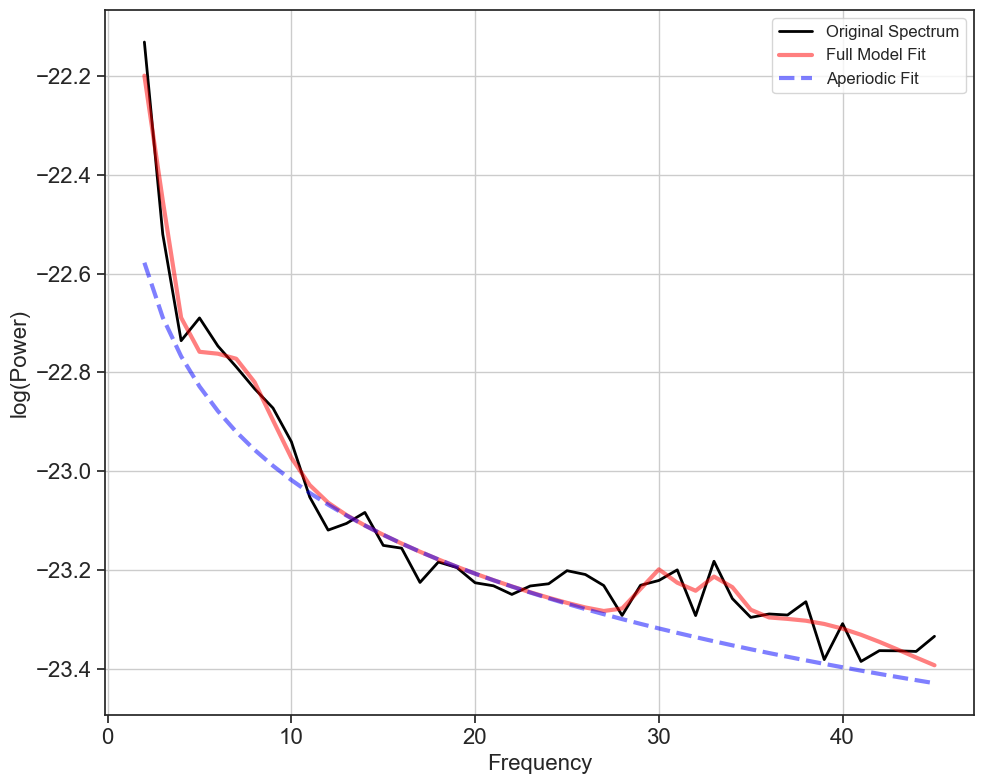 Original Spectrum
Full Model Fit
Aperiodic Fit
−22.2
−22.4
−22.6
−22.8
−23.0
−23.2
−23.4
log(Power)
0 10 20 30 40
Frequency